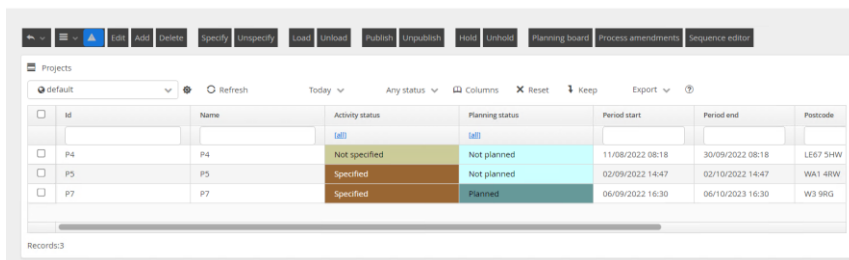 Edit Add Delete Specify Unspecify Load Unload Publish Unpublish Hold Unhold Planning board Process amendments Sequence editor
Projects
default Refresh Today Any status Columns Reset Keep Export
Id Name Activity status Planning status Period start Period end Postcode
(all) (all)
P4 P4 Not specified Not planned 11/08/2022 08:18 30/09/2022 08:18 LE67 5HW
P5 P5 Specified Not planned 02/09/2022 14:47 02/10/2022 14:47 WA1 4RW
P7 P7 Specified Planned 06/09/2022 16:30 06/10/2023 16:30 W3 9RG
Records:3